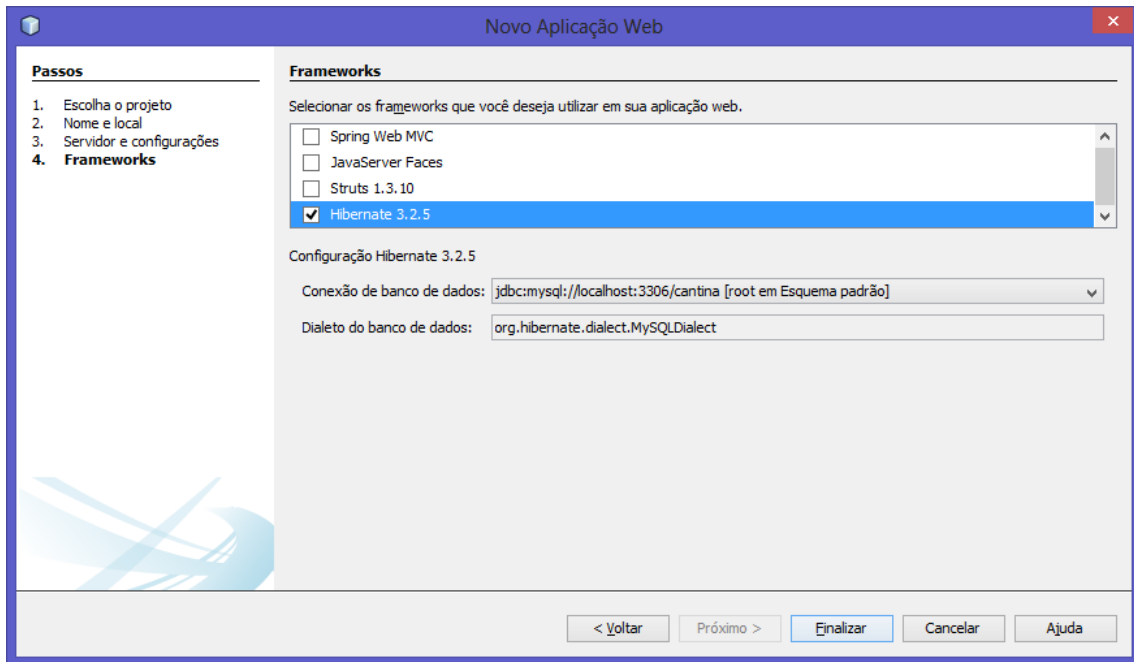 Novo Aplicação Web
Passos
1. Escolha o projeto
2. Nome e local
3. Servidor e configurações
4. Frameworks
Frameworks
Selecionar os frameworks que você deseja utilizar em sua aplicação web.
Spring Web MVC
JavaServer Faces
Struts 1.3.10
Hibernate 3.2.5
Configuração Hibernate 3.2.5
Conexão de banco de dados: jdbc:mysql://localhost:3306/cantina [root em Esquema padrão]
Dialeto do banco de dados: org.hibernate.dialect.MySQLDialect
< Voltar Próximo > Finalizar Cancelar Ajuda